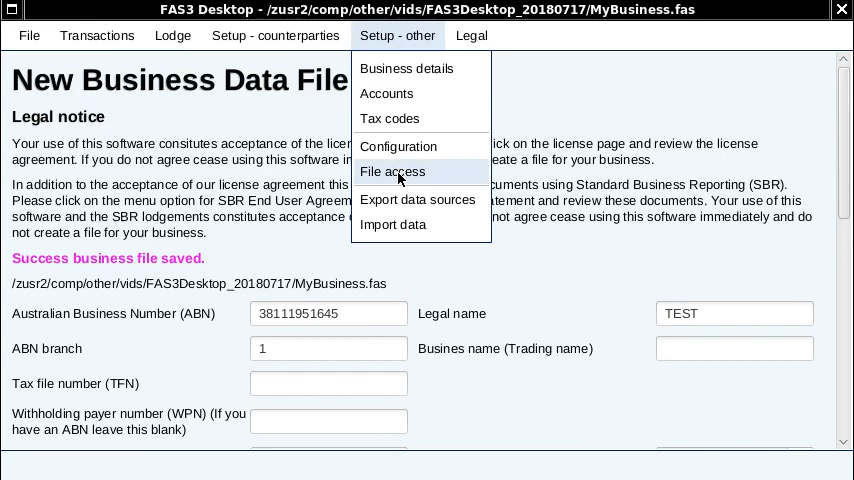 FAS3 Desktop - /zusr2/comp/other/vids/FAS3Desktop_20180717/MyBusiness.fas
File Transactions Lodge Setup - counterparties Setup - other Legal
Business details
Accounts
Tax codes
Configuration
File access
Export data sources
Import data
New Business Data File
Legal notice
Your use of this software consitutes acceptance of the licen ick on the license page and review the license
agreement. If you do not agree cease using this software im eate a file for your business.
In addition to the acceptance of our license agreement this cuments using Standard Business Reporting (SBR).
Please click on the menu option for SBR End User Agreem tatement and review these documents. Your use of this
software and the SBR lodgements constitutes acceptance o not agree cease using this software immediately and do
not create a file for your business.
Success business file saved.
/zusr2/comp/other/vids/FAS3Desktop_20180717/MyBusiness.fas
Australian Business Number (ABN) 38111951645 Legal name TEST
ABN branch 1 Busines name (Trading name)
Tax file number (TFN)
Withholding payer number (WPN) (If you
have an ABN leave this blank)